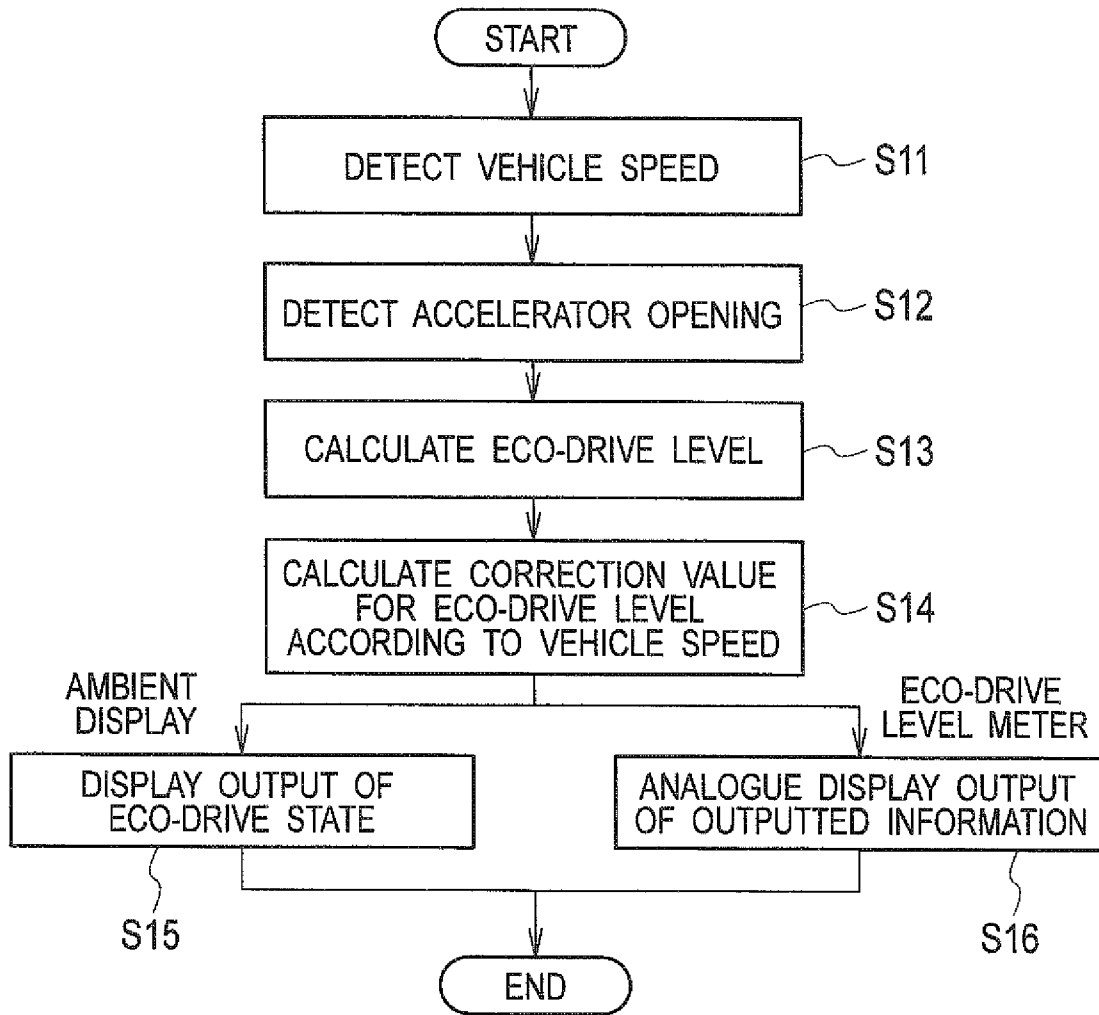 START
DETECT VEHICLE SPEED
S11
DETECT ACCELERATOR OPENING
S12
CALCULATE ECO-DRIVE LEVEL
S13
CALCULATE CORRECTION VALUE
FOR ECO-DRIVE LEVEL
ACCORDING TO VEHICLE SPEED
S14
AMBIENT
DISPLAY
DISPLAY OUTPUT OF
ECO-DRIVE STATE
S15
ECO-DRIVE
LEVEL METER
ANALOGUE DISPLAY OUTPUT
OF OUTPUTTED INFORMATION
S16
END